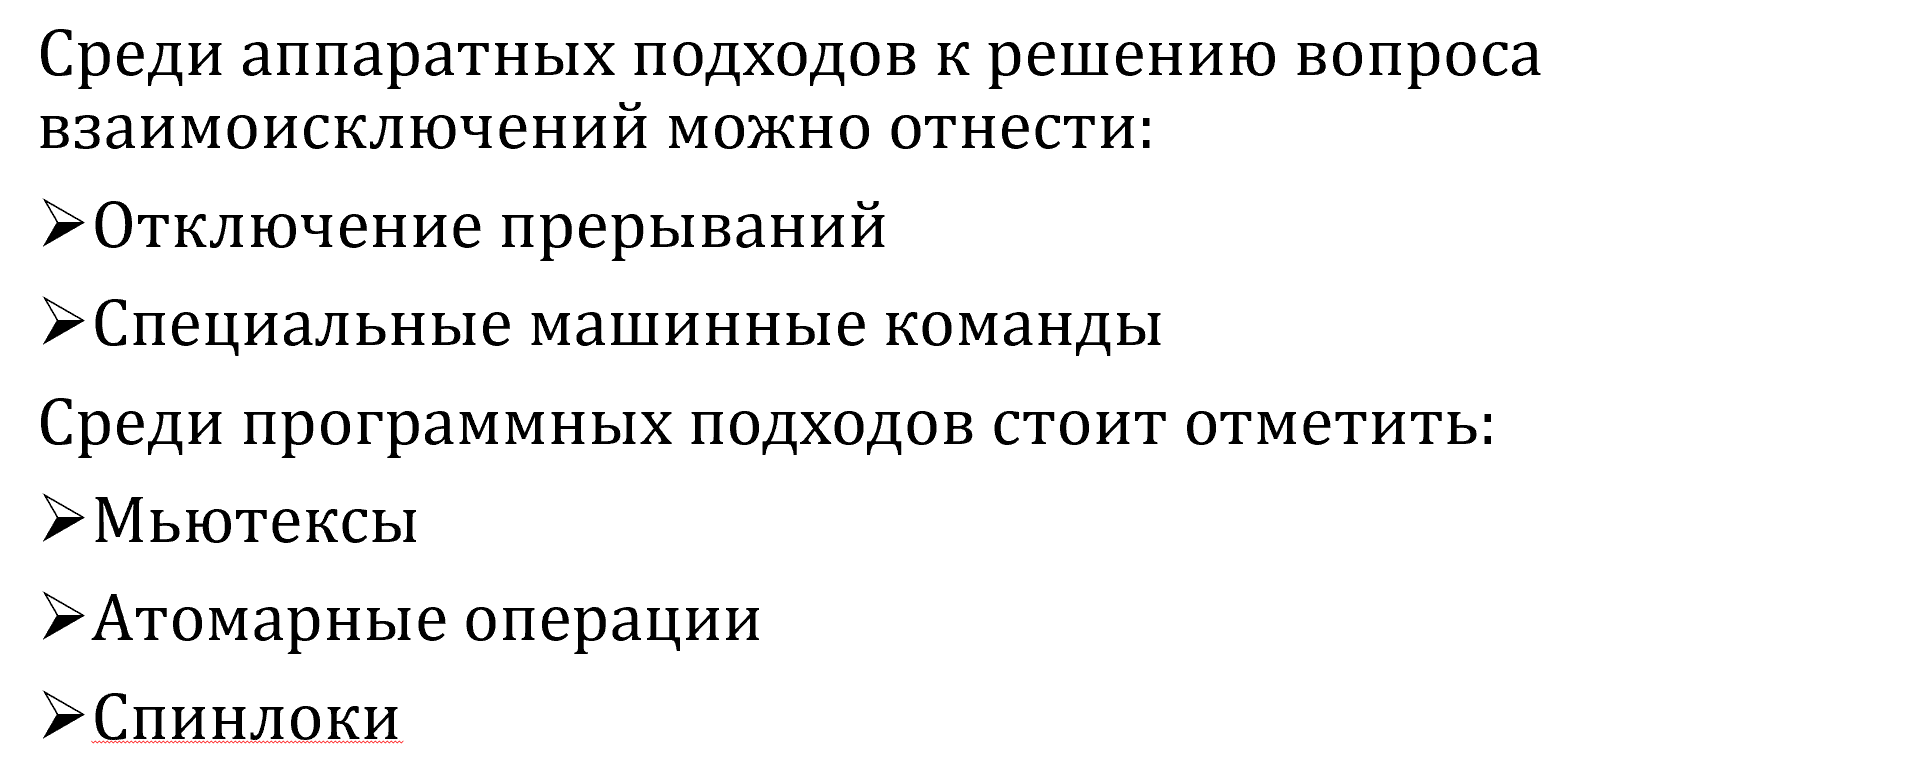 Среди аппаратных подходов к решению вопроса
взаимоисключений можно отнести:
➢Отключение прерываний
➢Специальные машинные команды
Среди программных подходов стоит отметить:
➢Мьютексы
➢Атомарные операции
➢Спинлоки